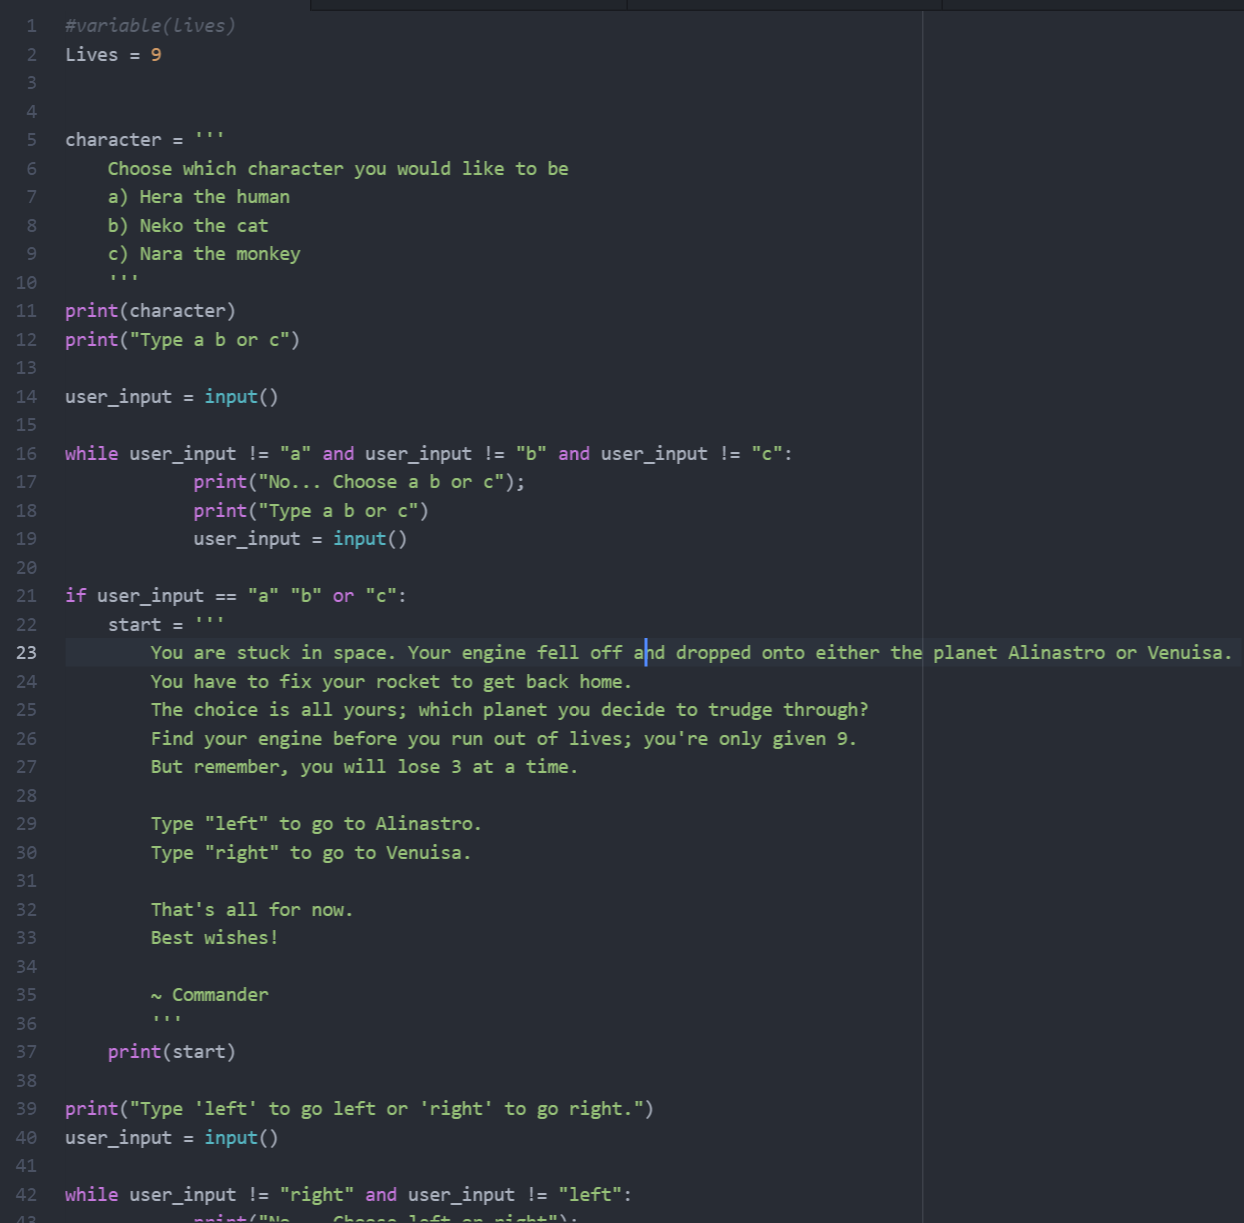 1 #variable(lives)
2 Lives = 9
3
4
5 character = '''
6     Choose which character you would like to be
7     a) Hera the human
8     b) Neko the cat
9     c) Nara the monkey
10     '''
11 print(character)
12 print("Type a b or c")
13
14 user_input = input()
15
16 while user_input != "a" and user_input != "b" and user_input != "c":
17             print("No... Choose a b or c");
18             print("Type a b or c")
19             user_input = input()
20
21 if user_input == "a" "b" or "c":
22     start = '''
23         You are stuck in space. Your engine fell off and dropped onto either the planet Alinastro or Venuisa.
24         You have to fix your rocket to get back home.
25         The choice is all yours; which planet you decide to trudge through?
26         Find your engine before you run out of lives; you're only given 9.
27         But remember, you will lose 3 at a time.
28
29         Type "left" to go to Alinastro.
30         Type "right" to go to Venuisa.
31
32         That's all for now.
33         Best wishes!
34
35         ~ Commander
36         '''
37     print(start)
38
39 print("Type 'left' to go left or 'right' to go right.")
40 user_input = input()
41
42 while user_input != "right" and user_input != "left":
43             print("No... Choose left or right");